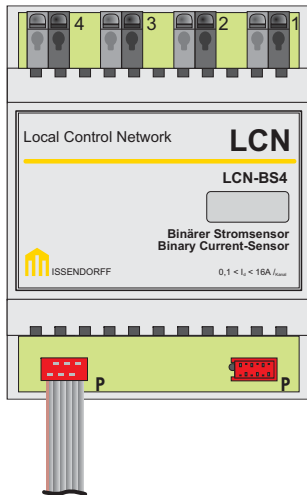 4 3 2 1
Local Control Network LCN
LCN-BS4
Binärer Stromsensor
Binary Current-Sensor
ISSENDORFF 0,1 < I < 16A /Kanal
P P